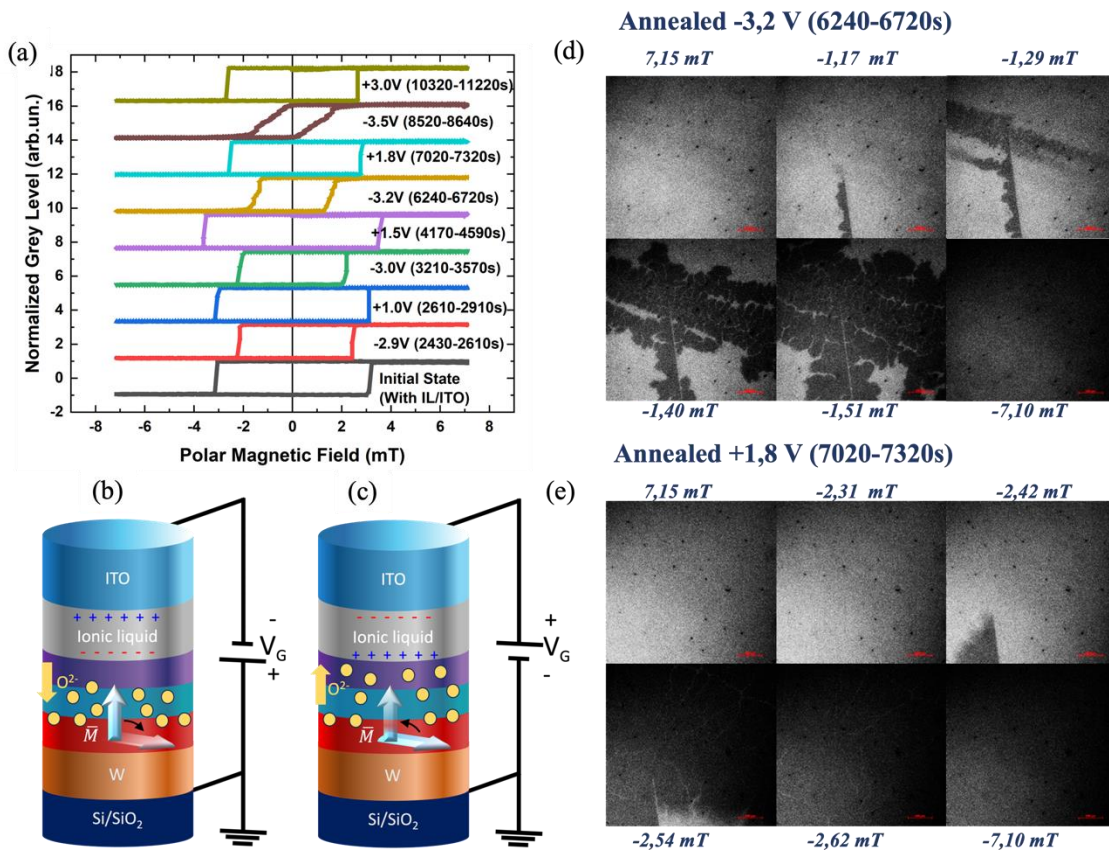 (a)
Normalized Grey Level (arb.un.)
18
16
14
12
10
8
6
4
2
0
-2
+3.0V (10320-11220s)
-3.5V (8520-8640s)
+1.8V (7020-7320s)
-3.2V (6240-6720s)
+1.5V (4170-4590s)
-3.0V (3210-3570s)
+1.0V (2610-2910s)
-2.9V (2430-2610s)
Initial State
(With IL/ITO)
-8 -6 -4 -2 0 2 4 6 8
Polar Magnetic Field (mT)
(b)
ITO
+ + + + + +
Ionic liquid
- - - - - -
O²⁻
M̅
W
Si/SiO₂
-
V_G
+
(c)
ITO
- - - - - -
Ionic liquid
+ + + + + +
O²⁻
M̅
W
Si/SiO₂
+
V_G
-
(d)
Annealed -3,2 V (6240-6720s)
7,15 mT -1,17 mT -1,29 mT
-1,40 mT -1,51 mT -7,10 mT
(e)
Annealed +1,8 V (7020-7320s)
7,15 mT -2,31 mT -2,42 mT
-2,54 mT -2,62 mT -7,10 mT